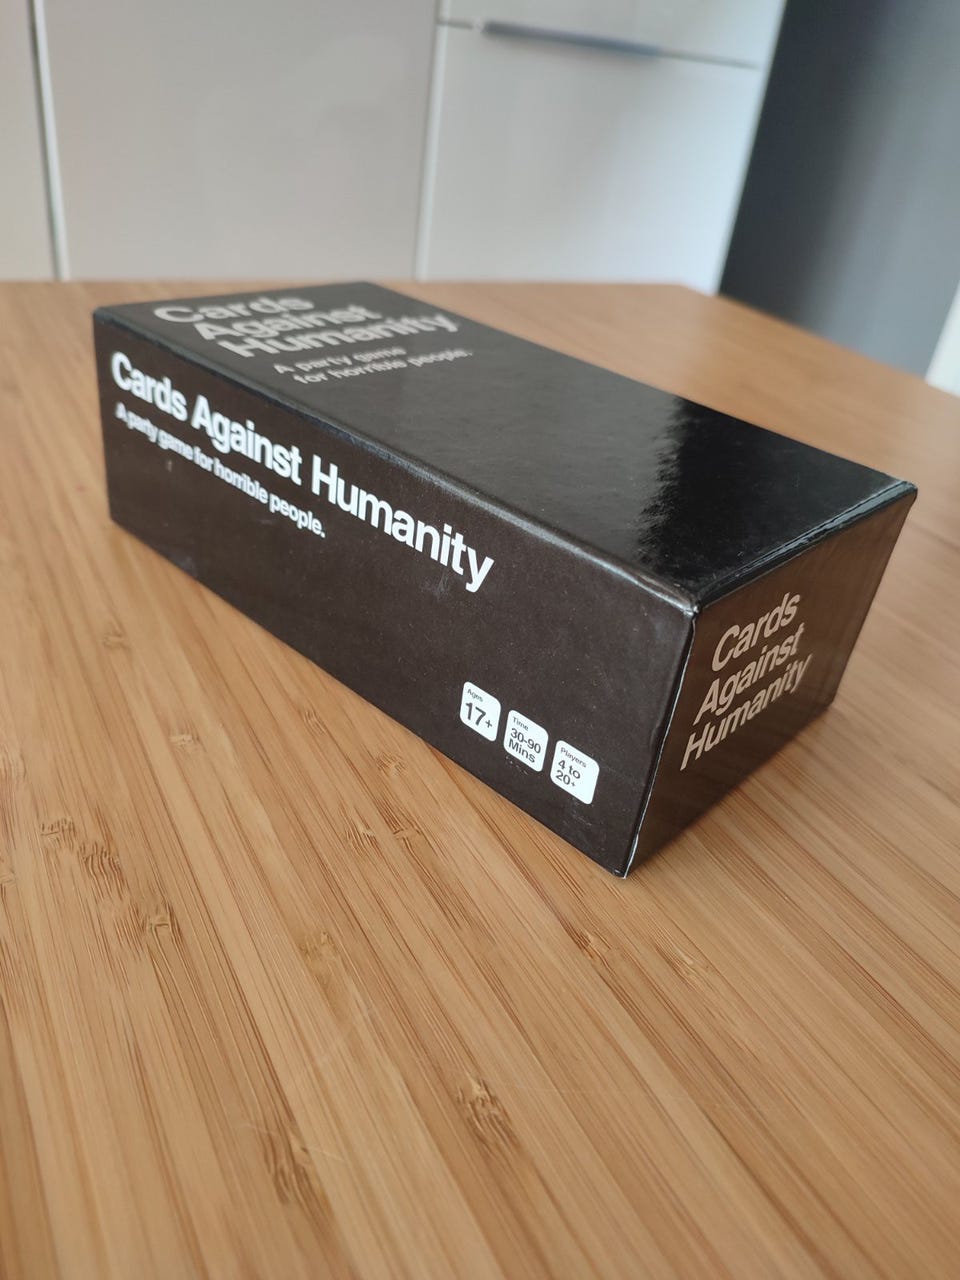 Cards
Against
Humanity
A party game
for horrible people.
Cards Against Humanity
A party game for horrible people.
Ages
17+
Time
30-90
Mins
Players
4 to
20+
Cards
Against
Humanity